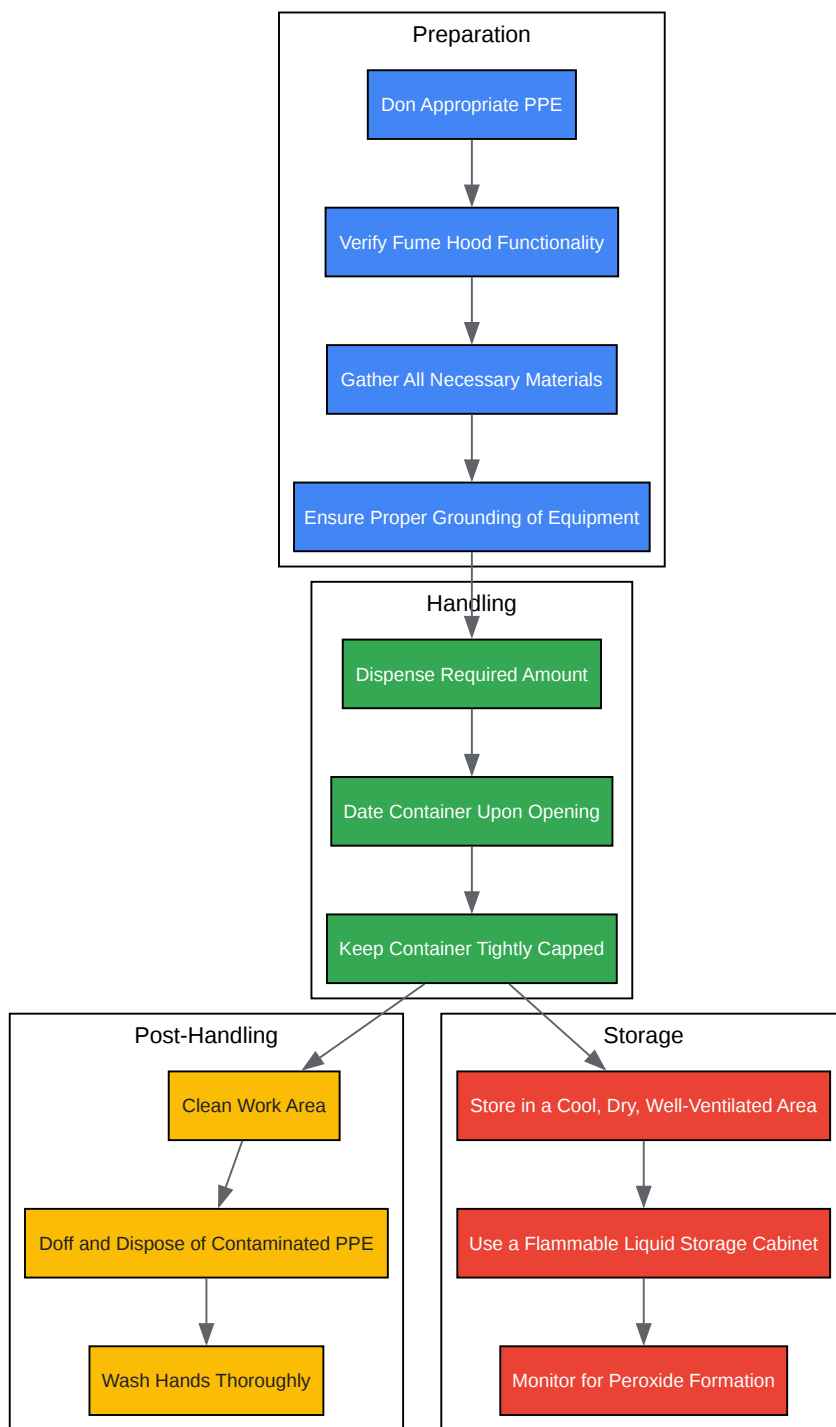 Preparation
Don Appropriate PPE
Verify Fume Hood Functionality
Gather All Necessary Materials
Ensure Proper Grounding of Equipment
Handling
Dispense Required Amount
Date Container Upon Opening
Keep Container Tightly Capped
Post-Handling
Clean Work Area
Doff and Dispose of Contaminated PPE
Wash Hands Thoroughly
Storage
Store in a Cool, Dry, Well-Ventilated Area
Use a Flammable Liquid Storage Cabinet
Monitor for Peroxide Formation